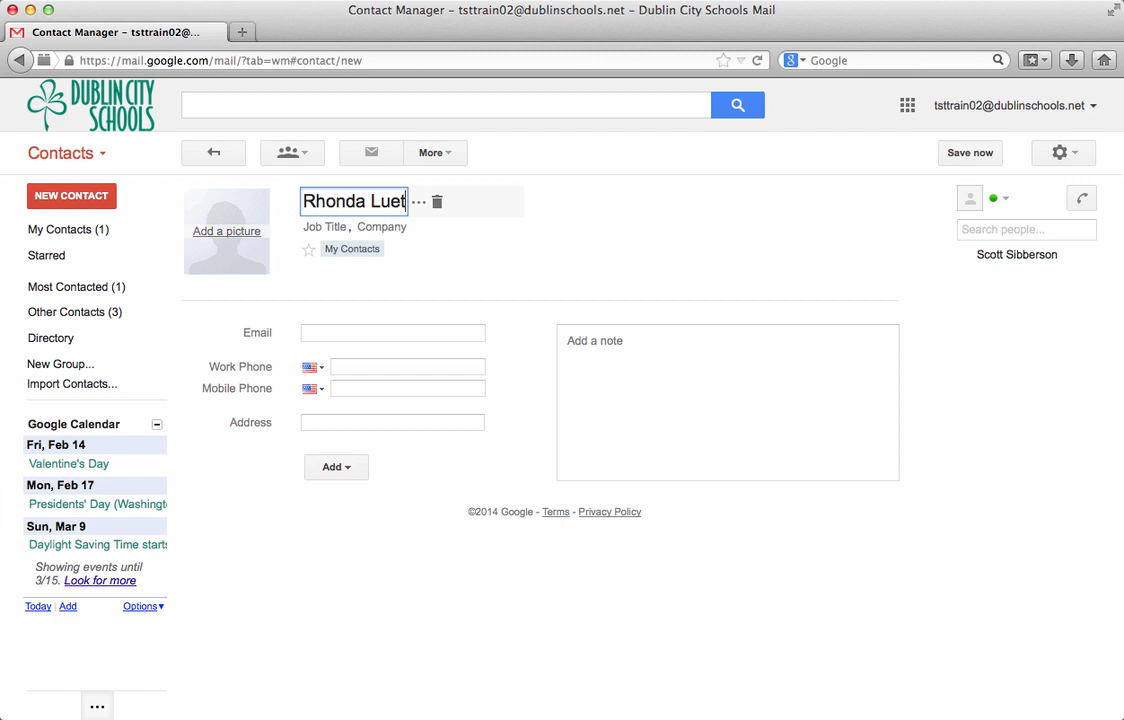 Contact Manager - tsttrain02@dublinschools.net - Dublin City Schools Mail
Contact Manager - tsttrain02@...
https://mail.google.com/mail/?tab=wm#contact/new
Google
DUBLIN CITY
SCHOOLS
tsttrain02@dublinschools.net
Contacts
More
Save now
NEW CONTACT
My Contacts (1)
Starred
Most Contacted (1)
Other Contacts (3)
Directory
New Group...
Import Contacts...
Google Calendar
Fri, Feb 14
Valentine's Day
Mon, Feb 17
Presidents' Day (Washingt
Sun, Mar 9
Daylight Saving Time starts
Showing events until
3/15. Look for more
Today Add Options
Add a picture
Rhonda Luet
Job Title, Company
My Contacts
Email
Work Phone
Mobile Phone
Address
Add
Add a note
©2014 Google - Terms - Privacy Policy
Search people...
Scott Sibberson